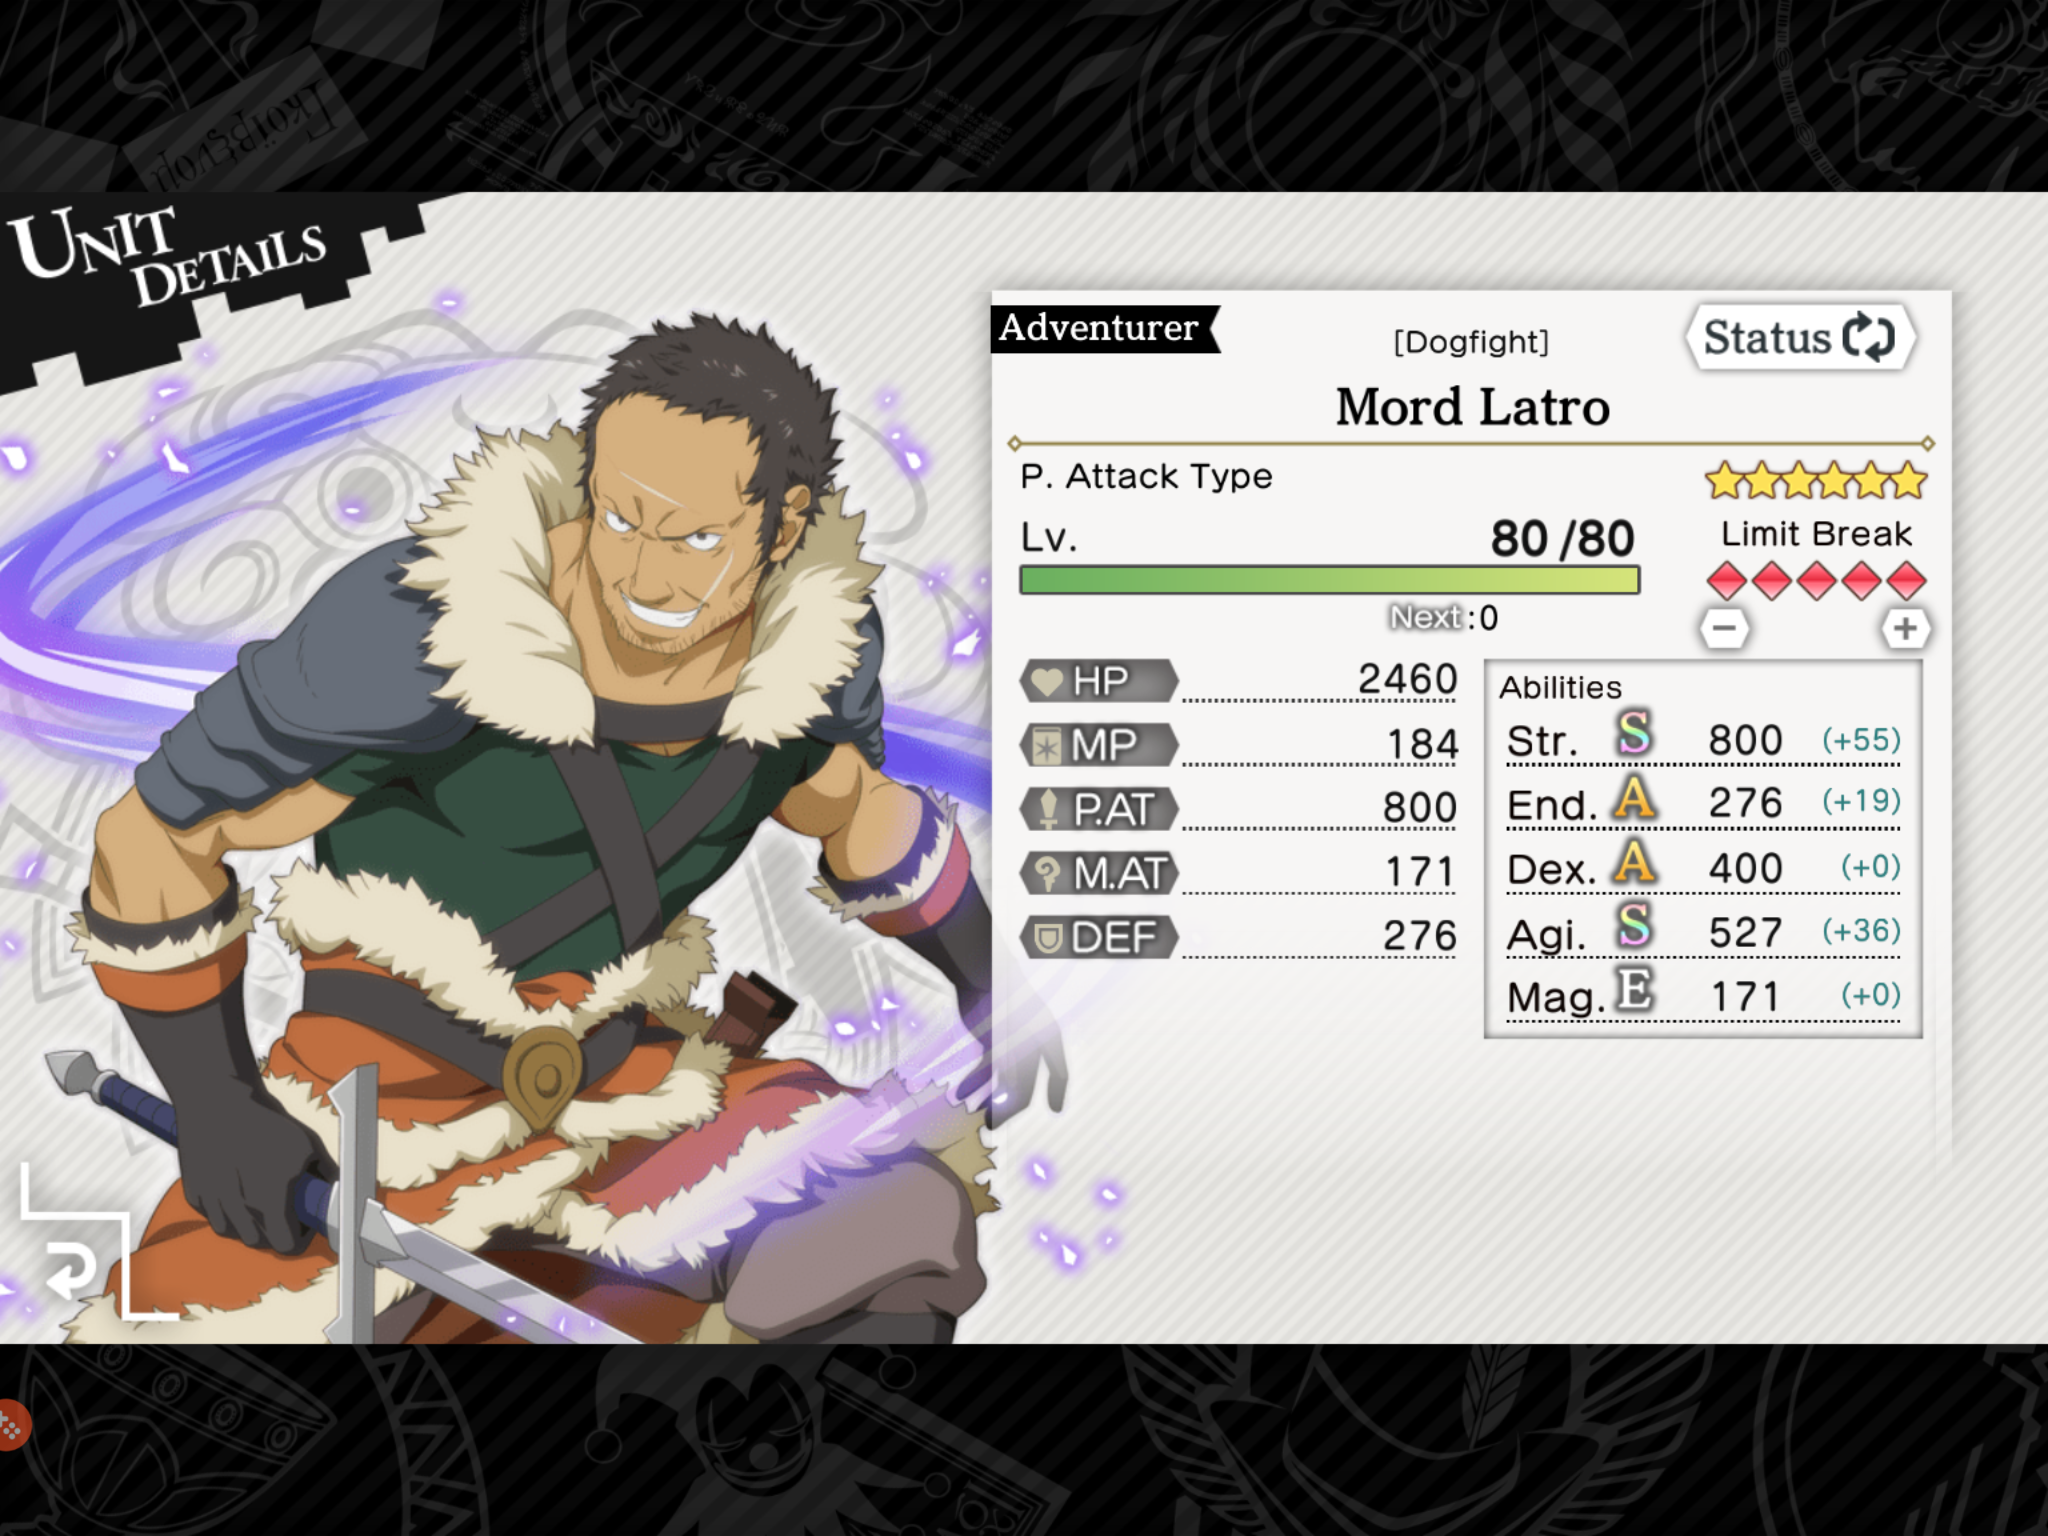 UNIT
DETAILS
Adventurer
[Dogfight]
Status
Mord Latro
P. Attack Type
Lv. 80 /80
Limit Break
Next :0
HP 2460
MP 184
P.AT 800
M.AT 171
DEF 276
Abilities
Str. S 800 (+55)
End. A 276 (+19)
Dex. A 400 (+0)
Agi. S 527 (+36)
Mag. E 171 (+0)